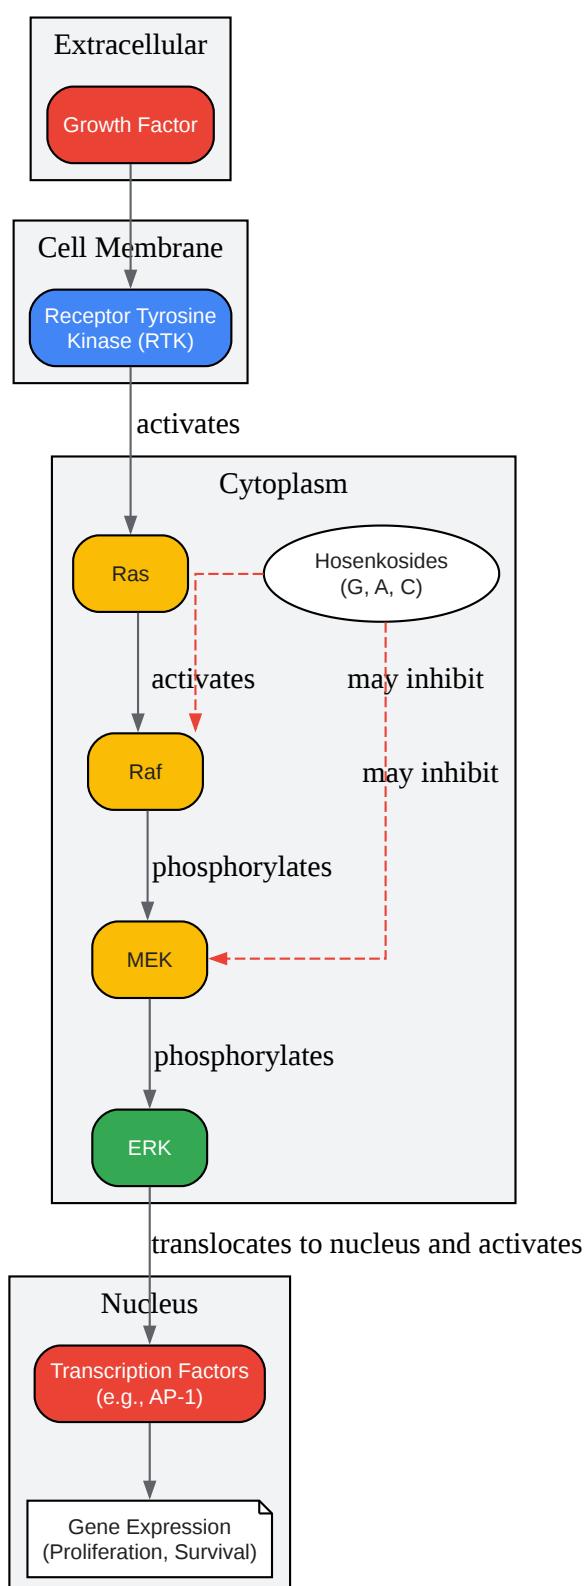 Extracellular
Growth Factor
Cell Membrane
Receptor Tyrosine
Kinase (RTK)
activates
Cytoplasm
Ras
Hosenkosides
(G, A, C)
activates
may inhibit
Raf
may inhibit
phosphorylates
MEK
phosphorylates
ERK
translocates to nucleus and activates
Nucleus
Transcription Factors
(e.g., AP-1)
Gene Expression
(Proliferation, Survival)